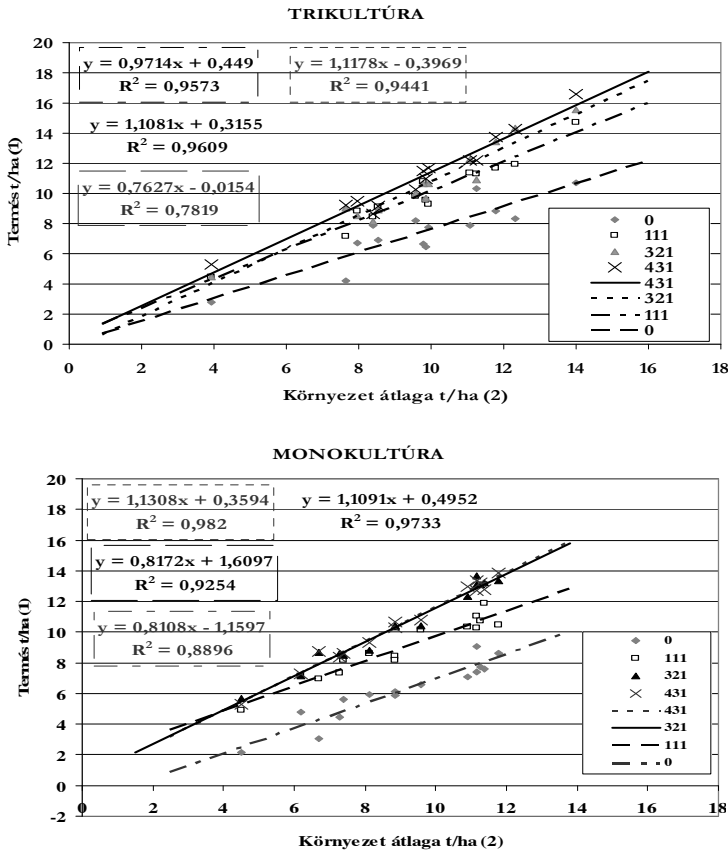 TRIKULTÚRA
y = 0,9714x + 0,449
R² = 0,9573
y = 1,1178x - 0,3969
R² = 0,9441
y = 1,1081x + 0,3155
R² = 0,9609
y = 0,7627x - 0,0154
R² = 0,7819
Termés t/ha (1)
20
18
16
14
12
10
8
6
4
2
0
0
111
321
431
431
321
111
0
0 2 4 6 8 10 12 14 16 18
Környezet átlaga t/ha (2)
MONOKULTÚRA
y = 1,1308x + 0,3594
R² = 0,982
y = 1,1091x + 0,4952
R² = 0,9733
y = 0,8172x + 1,6097
R² = 0,9254
y = 0,8108x - 1,1597
R² = 0,8896
Termés t/ha (1)
20
18
16
14
12
10
8
6
4
2
0
-2
0
111
321
431
431
321
111
0
0 2 4 6 8 10 12 14 16 18
Környezet átlaga t/ha (2)